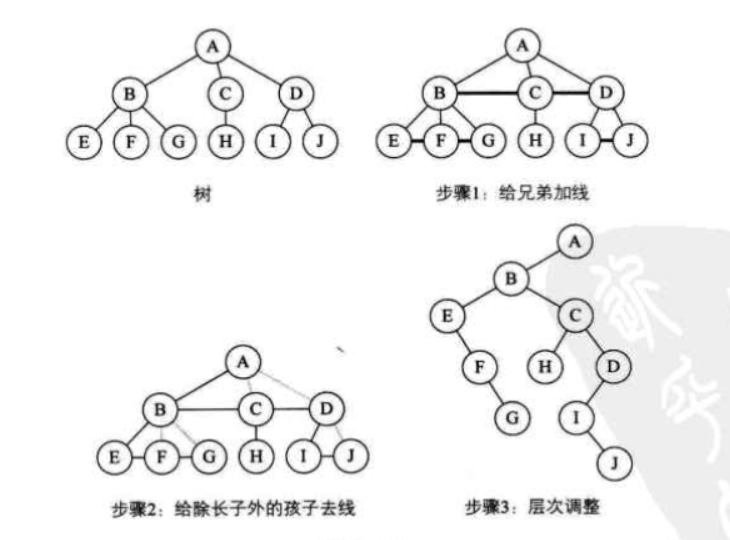 A
B C D
E F G H I J
树
A
B C D
E F G H I J
步骤1：给兄弟加线
A
B C D
E F G H I J
步骤2：给除长子外的孩子去线
A
B
E C
F H D
G I
J
步骤3：层次调整